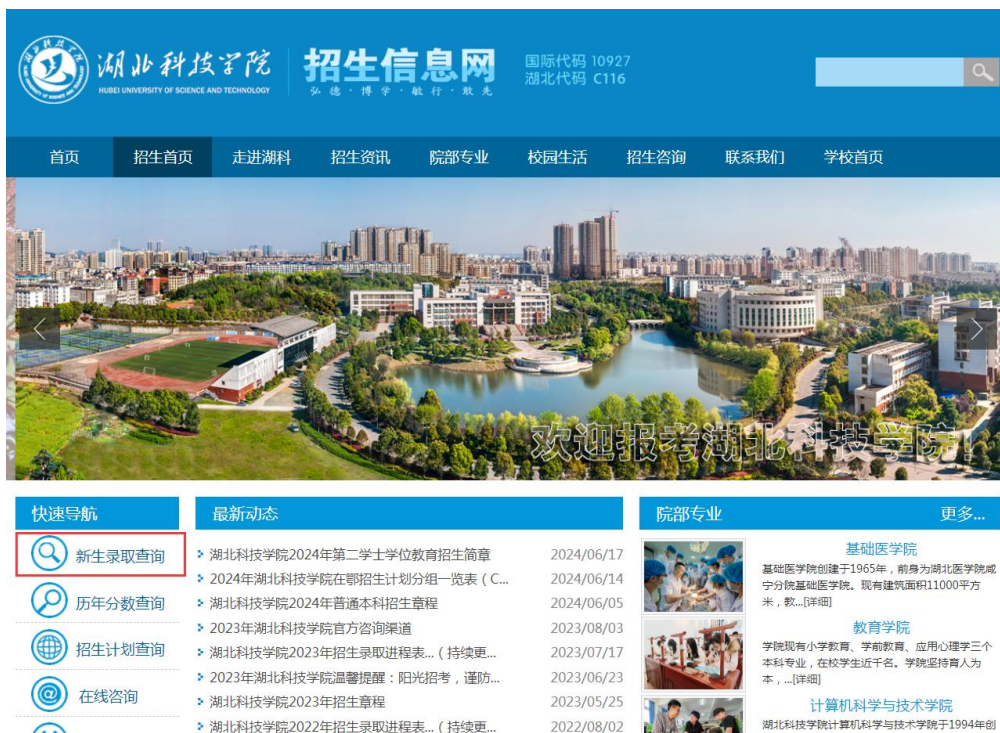 湖北科技学院
HUBEI UNIVERSITY OF SCIENCE AND TECHNOLOGY
招生信息网
弘德·博学·敏行·敢先
国际代码 10927
湖北代码 C116
首页 招生首页 走进湖科 招生资讯 院部专业 校园生活 招生咨询 联系我们 学校首页
欢迎报考湖北科技学院!
快速导航
新生录取查询
历年分数查询
招生计划查询
在线咨询
最新动态
湖北科技学院2024年第二学士学位教育招生简章 2024/06/17
2024年湖北科技学院在鄂招生计划分组一览表（C... 2024/06/14
湖北科技学院2024年普通本科招生章程 2024/06/05
2023年湖北科技学院官方咨询渠道 2023/08/03
湖北科技学院2023年招生录取进程表...（持续更... 2023/07/17
2023年湖北科技学院温馨提醒：阳光招考，谨防... 2023/06/23
湖北科技学院2023年招生章程 2023/05/25
湖北科技学院2022年招生录取进程表...（持续更... 2022/08/02
院部专业 更多...
基础医学院
基础医学院创建于1965年，前身为湖北医学院咸
宁分院基础医学院。现有建筑面积11000平方
米，教...[详细]
教育学院
学院现有小学教育、学前教育、应用心理学三个
本科专业，在校学生近千名。学院坚持育人为
本，...[详细]
计算机科学与技术学院
湖北科技学院计算机科学与技术学院于1994年创